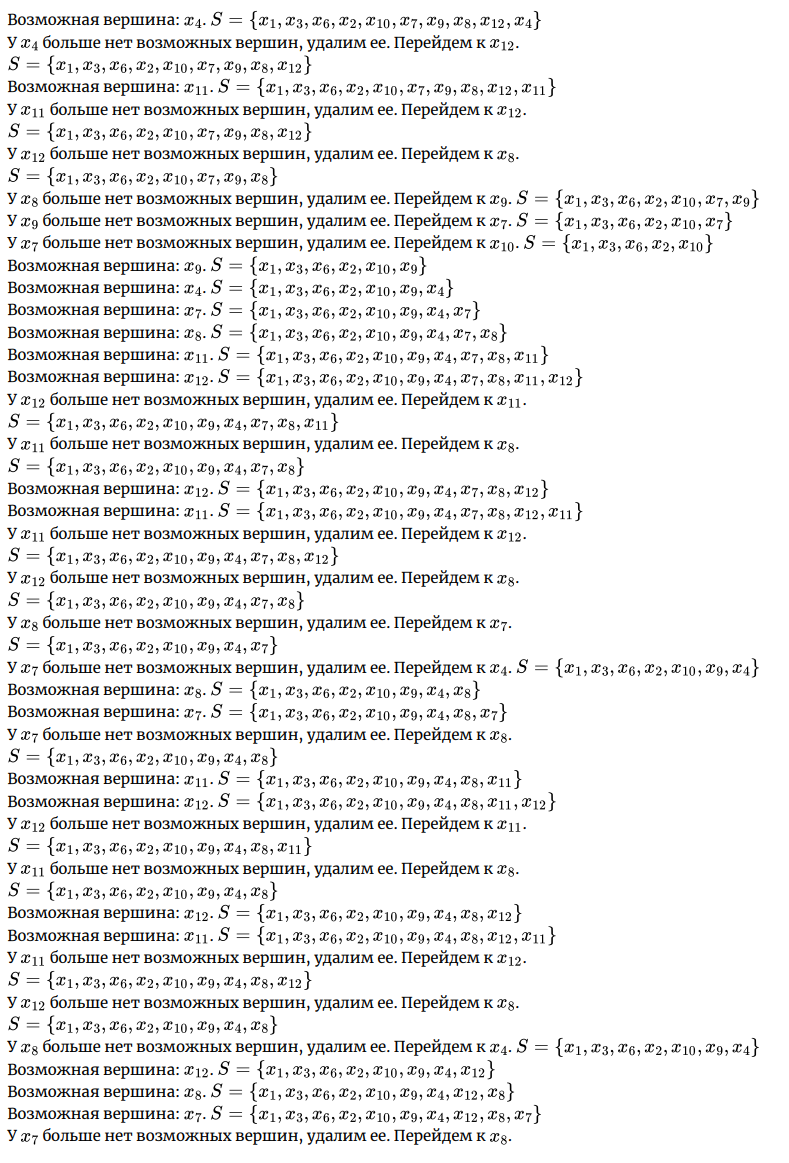 Возможная вершина: x₄. S = {x₁, x₃, x₆, x₂, x₁₀, x₇, x₉, x₈, x₁₂, x₄}
У x₄ больше нет возможных вершин, удалим ее. Перейдем к x₁₂.
S = {x₁, x₃, x₆, x₂, x₁₀, x₇, x₉, x₈, x₁₂}
Возможная вершина: x₁₁. S = {x₁, x₃, x₆, x₂, x₁₀, x₇, x₉, x₈, x₁₂, x₁₁}
У x₁₁ больше нет возможных вершин, удалим ее. Перейдем к x₁₂.
S = {x₁, x₃, x₆, x₂, x₁₀, x₇, x₉, x₈, x₁₂}
У x₁₂ больше нет возможных вершин, удалим ее. Перейдем к x₈.
S = {x₁, x₃, x₆, x₂, x₁₀, x₇, x₉, x₈}
У x₈ больше нет возможных вершин, удалим ее. Перейдем к x₉. S = {x₁, x₃, x₆, x₂, x₁₀, x₇, x₉}
У x₉ больше нет возможных вершин, удалим ее. Перейдем к x₇. S = {x₁, x₃, x₆, x₂, x₁₀, x₇}
У x₇ больше нет возможных вершин, удалим ее. Перейдем к x₁₀. S = {x₁, x₃, x₆, x₂, x₁₀}
Возможная вершина: x₉. S = {x₁, x₃, x₆, x₂, x₁₀, x₉}
Возможная вершина: x₄. S = {x₁, x₃, x₆, x₂, x₁₀, x₉, x₄}
Возможная вершина: x₇. S = {x₁, x₃, x₆, x₂, x₁₀, x₉, x₄, x₇}
Возможная вершина: x₈. S = {x₁, x₃, x₆, x₂, x₁₀, x₉, x₄, x₇, x₈}
Возможная вершина: x₁₁. S = {x₁, x₃, x₆, x₂, x₁₀, x₉, x₄, x₇, x₈, x₁₁}
Возможная вершина: x₁₂. S = {x₁, x₃, x₆, x₂, x₁₀, x₉, x₄, x₇, x₈, x₁₁, x₁₂}
У x₁₂ больше нет возможных вершин, удалим ее. Перейдем к x₁₁.
S = {x₁, x₃, x₆, x₂, x₁₀, x₉, x₄, x₇, x₈, x₁₁}
У x₁₁ больше нет возможных вершин, удалим ее. Перейдем к x₈.
S = {x₁, x₃, x₆, x₂, x₁₀, x₉, x₄, x₇, x₈}
Возможная вершина: x₁₂. S = {x₁, x₃, x₆, x₂, x₁₀, x₉, x₄, x₇, x₈, x₁₂}
Возможная вершина: x₁₁. S = {x₁, x₃, x₆, x₂, x₁₀, x₉, x₄, x₇, x₈, x₁₂, x₁₁}
У x₁₁ больше нет возможных вершин, удалим ее. Перейдем к x₁₂.
S = {x₁, x₃, x₆, x₂, x₁₀, x₉, x₄, x₇, x₈, x₁₂}
У x₁₂ больше нет возможных вершин, удалим ее. Перейдем к x₈.
S = {x₁, x₃, x₆, x₂, x₁₀, x₉, x₄, x₇, x₈}
У x₈ больше нет возможных вершин, удалим ее. Перейдем к x₇.
S = {x₁, x₃, x₆, x₂, x₁₀, x₉, x₄, x₇}
У x₇ больше нет возможных вершин, удалим ее. Перейдем к x₄. S = {x₁, x₃, x₆, x₂, x₁₀, x₉, x₄}
Возможная вершина: x₈. S = {x₁, x₃, x₆, x₂, x₁₀, x₉, x₄, x₈}
Возможная вершина: x₇. S = {x₁, x₃, x₆, x₂, x₁₀, x₉, x₄, x₈, x₇}
У x₇ больше нет возможных вершин, удалим ее. Перейдем к x₈.
S = {x₁, x₃, x₆, x₂, x₁₀, x₉, x₄, x₈}
Возможная вершина: x₁₁. S = {x₁, x₃, x₆, x₂, x₁₀, x₉, x₄, x₈, x₁₁}
Возможная вершина: x₁₂. S = {x₁, x₃, x₆, x₂, x₁₀, x₉, x₄, x₈, x₁₁, x₁₂}
У x₁₂ больше нет возможных вершин, удалим ее. Перейдем к x₁₁.
S = {x₁, x₃, x₆, x₂, x₁₀, x₉, x₄, x₈, x₁₁}
У x₁₁ больше нет возможных вершин, удалим ее. Перейдем к x₈.
S = {x₁, x₃, x₆, x₂, x₁₀, x₉, x₄, x₈}
Возможная вершина: x₁₂. S = {x₁, x₃, x₆, x₂, x₁₀, x₉, x₄, x₈, x₁₂}
Возможная вершина: x₁₁. S = {x₁, x₃, x₆, x₂, x₁₀, x₉, x₄, x₈, x₁₂, x₁₁}
У x₁₁ больше нет возможных вершин, удалим ее. Перейдем к x₁₂.
S = {x₁, x₃, x₆, x₂, x₁₀, x₉, x₄, x₈, x₁₂}
У x₁₂ больше нет возможных вершин, удалим ее. Перейдем к x₈.
S = {x₁, x₃, x₆, x₂, x₁₀, x₉, x₄, x₈}
У x₈ больше нет возможных вершин, удалим ее. Перейдем к x₄. S = {x₁, x₃, x₆, x₂, x₁₀, x₉, x₄}
Возможная вершина: x₁₂. S = {x₁, x₃, x₆, x₂, x₁₀, x₉, x₄, x₁₂}
Возможная вершина: x₈. S = {x₁, x₃, x₆, x₂, x₁₀, x₉, x₄, x₁₂, x₈}
Возможная вершина: x₇. S = {x₁, x₃, x₆, x₂, x₁₀, x₉, x₄, x₁₂, x₈, x₇}
У x₇ больше нет возможных вершин, удалим ее. Перейдем к x₈.